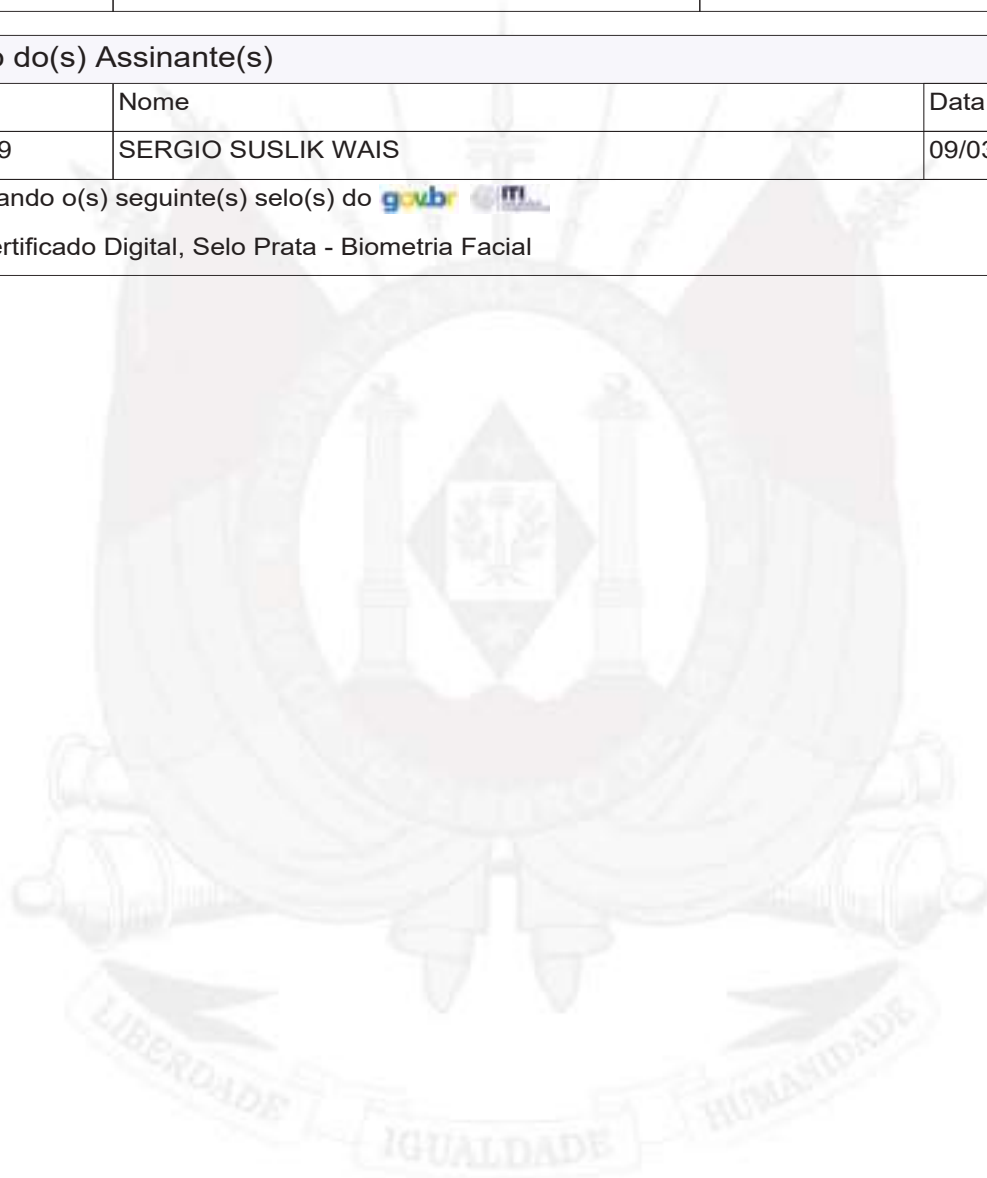 o do(s) Assinante(s)
Nome Data
9 SERGIO SUSLIK WAIS 09/03
ando o(s) seguinte(s) selo(s) do gov.br ITI
ertificado Digital, Selo Prata - Biometria Facial
LIBERDADE IGUALDADE HUMANIDADE